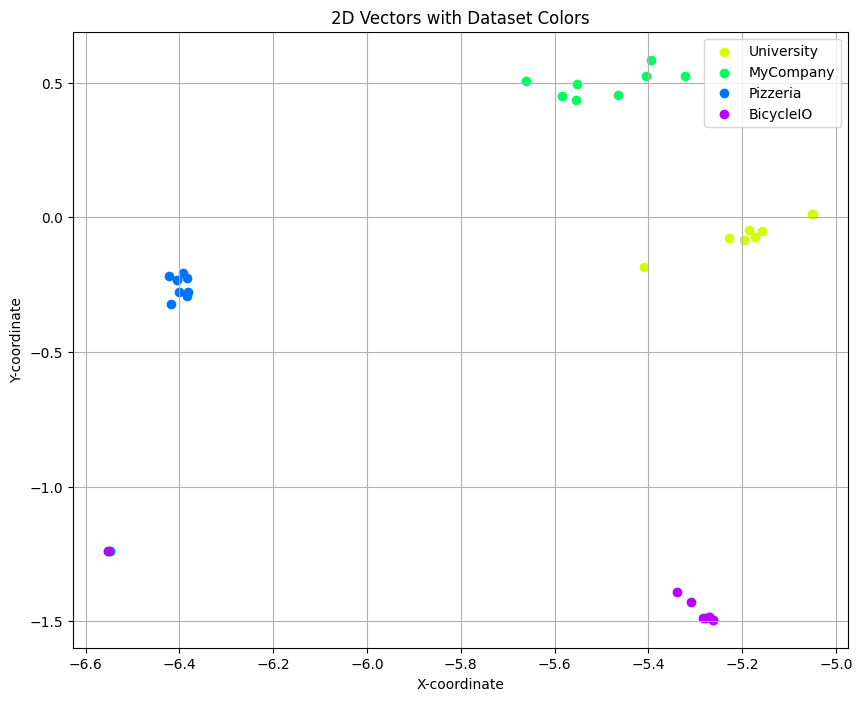 2D Vectors with Dataset Colors
University
MyCompany
Pizzeria
BicycleIO
0.5
0.0
−0.5
−1.0
−1.5
Y-coordinate
−6.6 −6.4 −6.2 −6.0 −5.8 −5.6 −5.4 −5.2 −5.0
X-coordinate